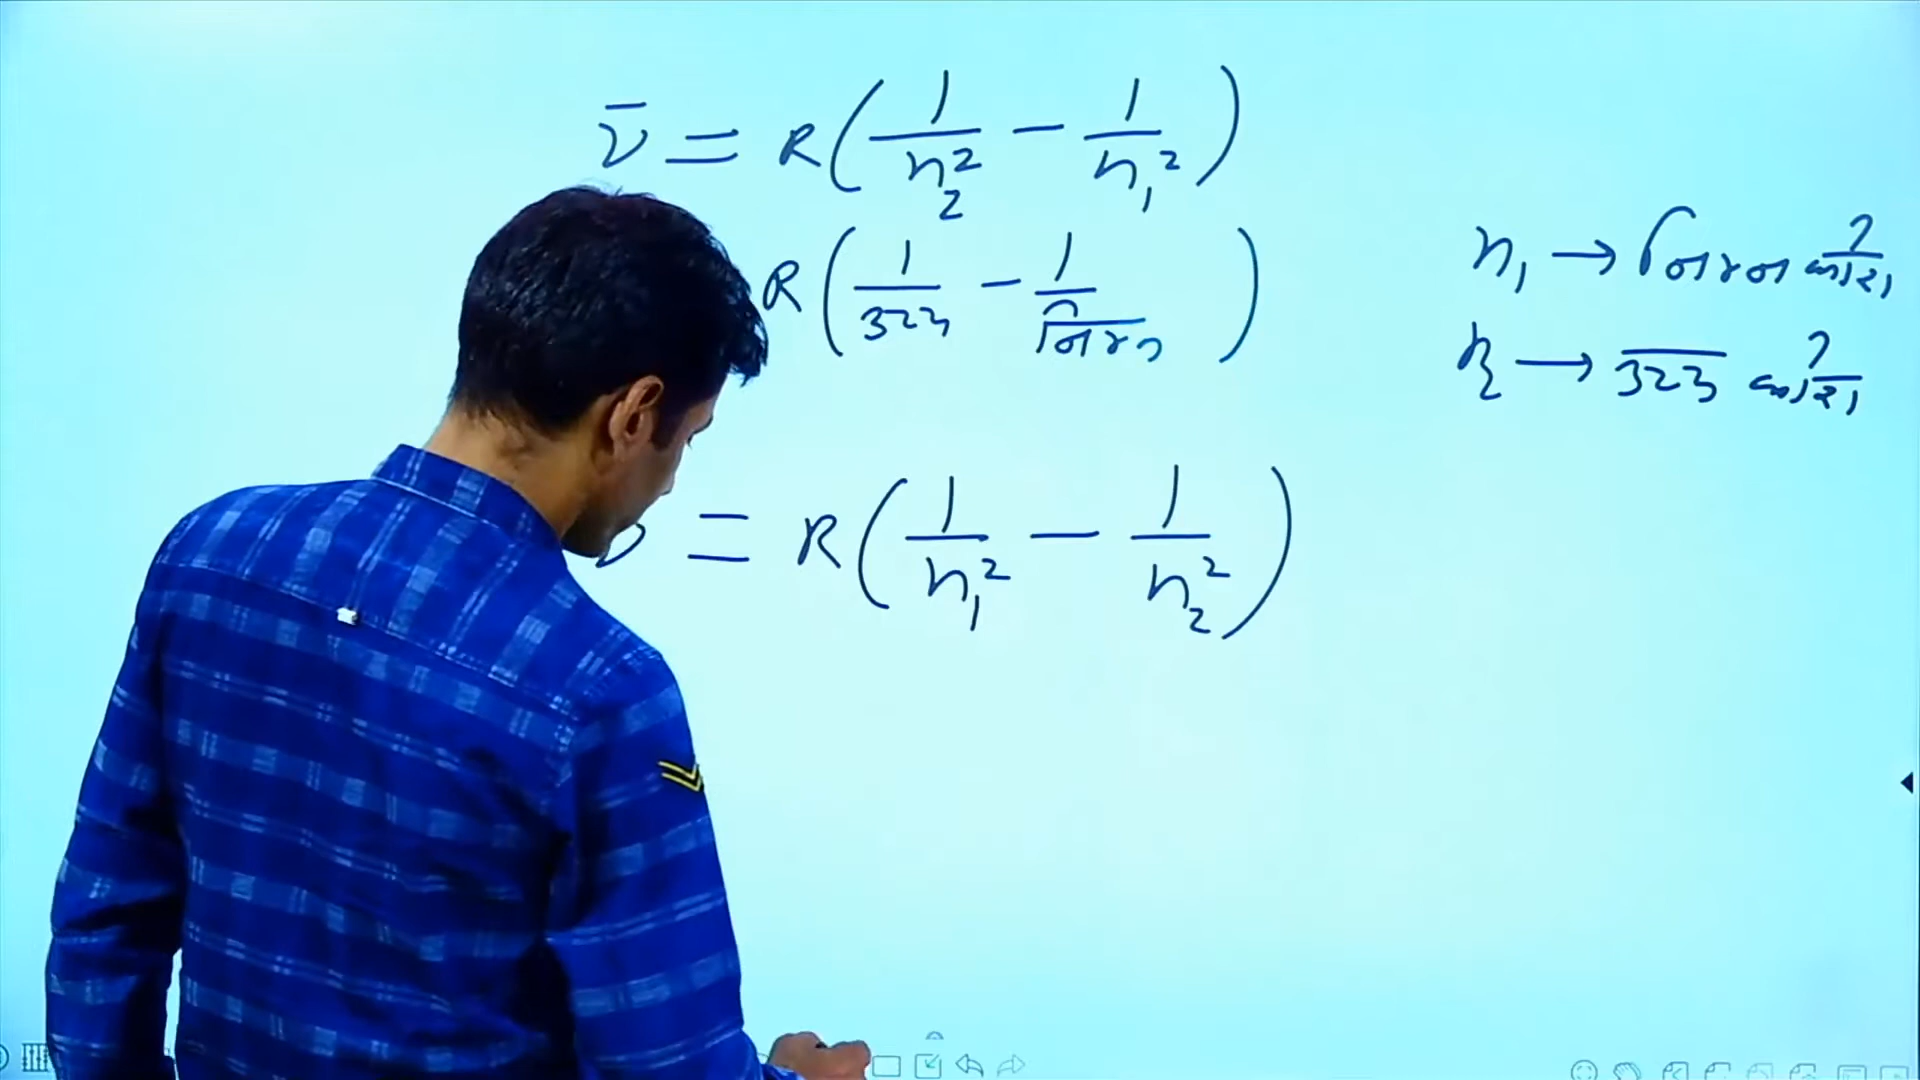 ν̄ = R(1/n₂² − 1/n₁²)
R(1/उच्च − 1/निम्न)
n₁ → निम्न कक्षा
n₂ → उच्च कक्षा
ν = R(1/n₁² − 1/n₂²)